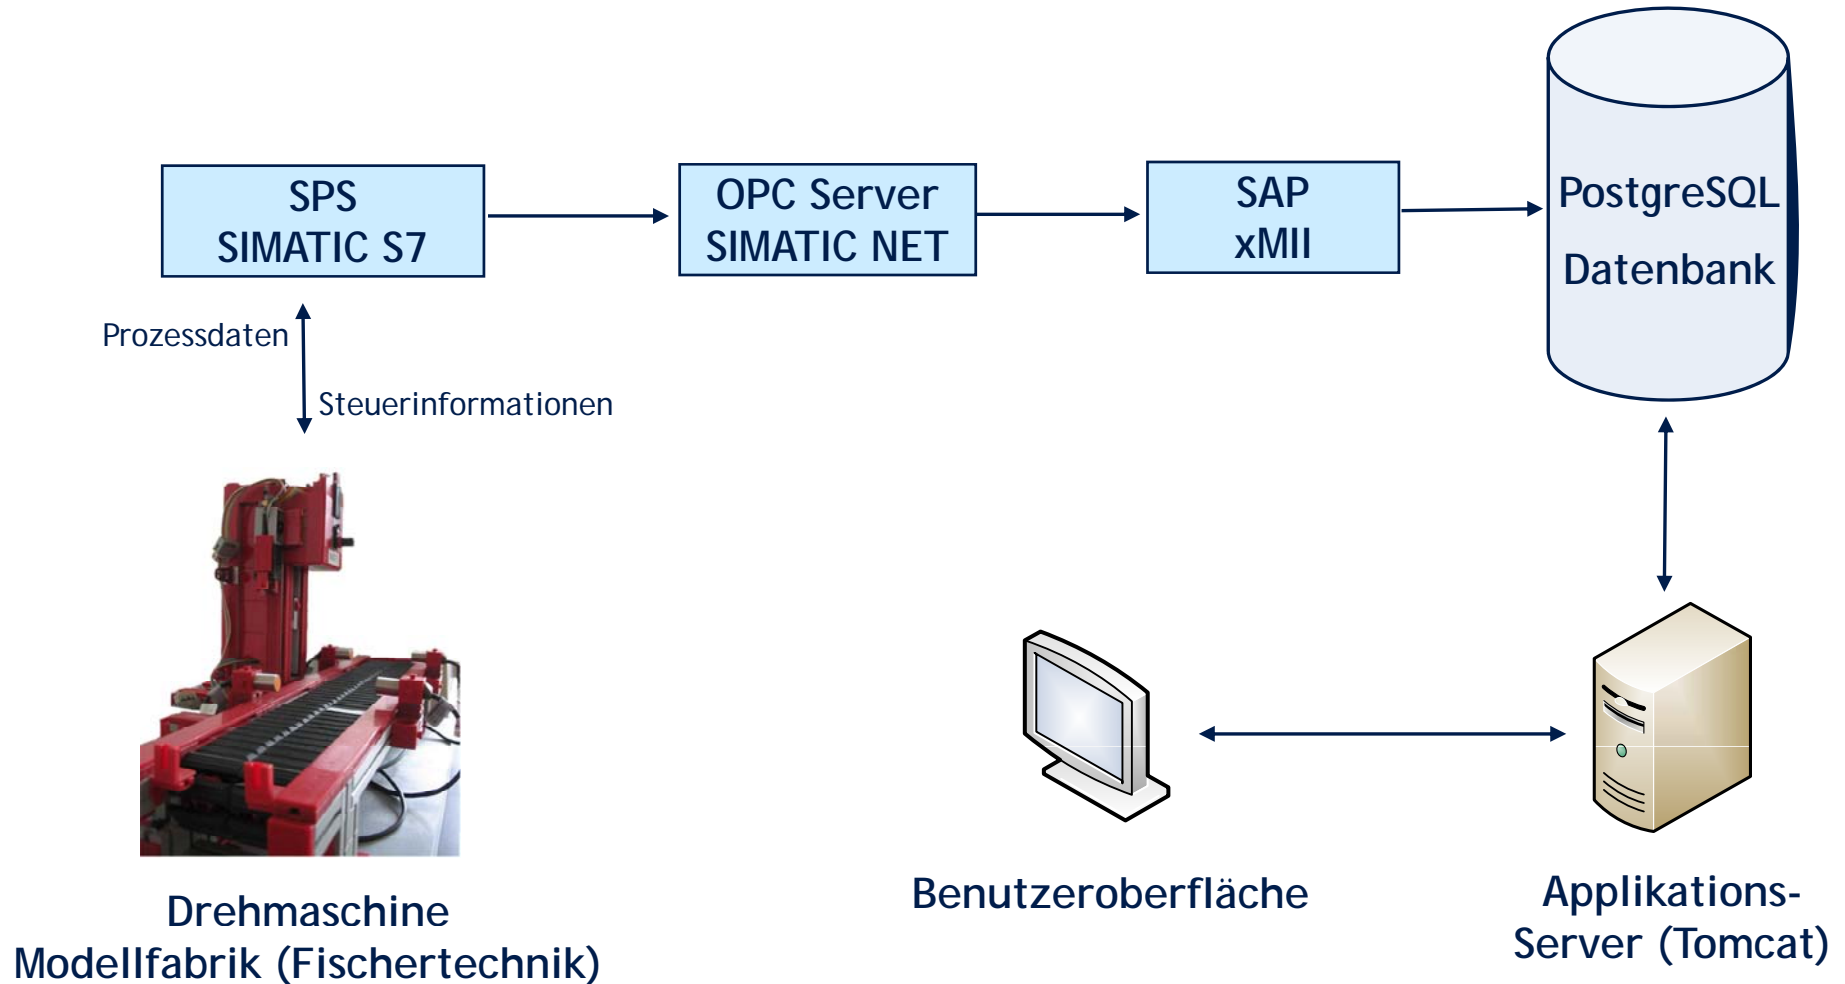 SPS
SIMATIC S7
OPC Server
SIMATIC NET
SAP
xMII
PostgreSQL
Datenbank
Prozessdaten
Steuerinformationen
Drehmaschine
Modellfabrik (Fischertechnik)
Benutzeroberfläche
Applikations-
Server (Tomcat)